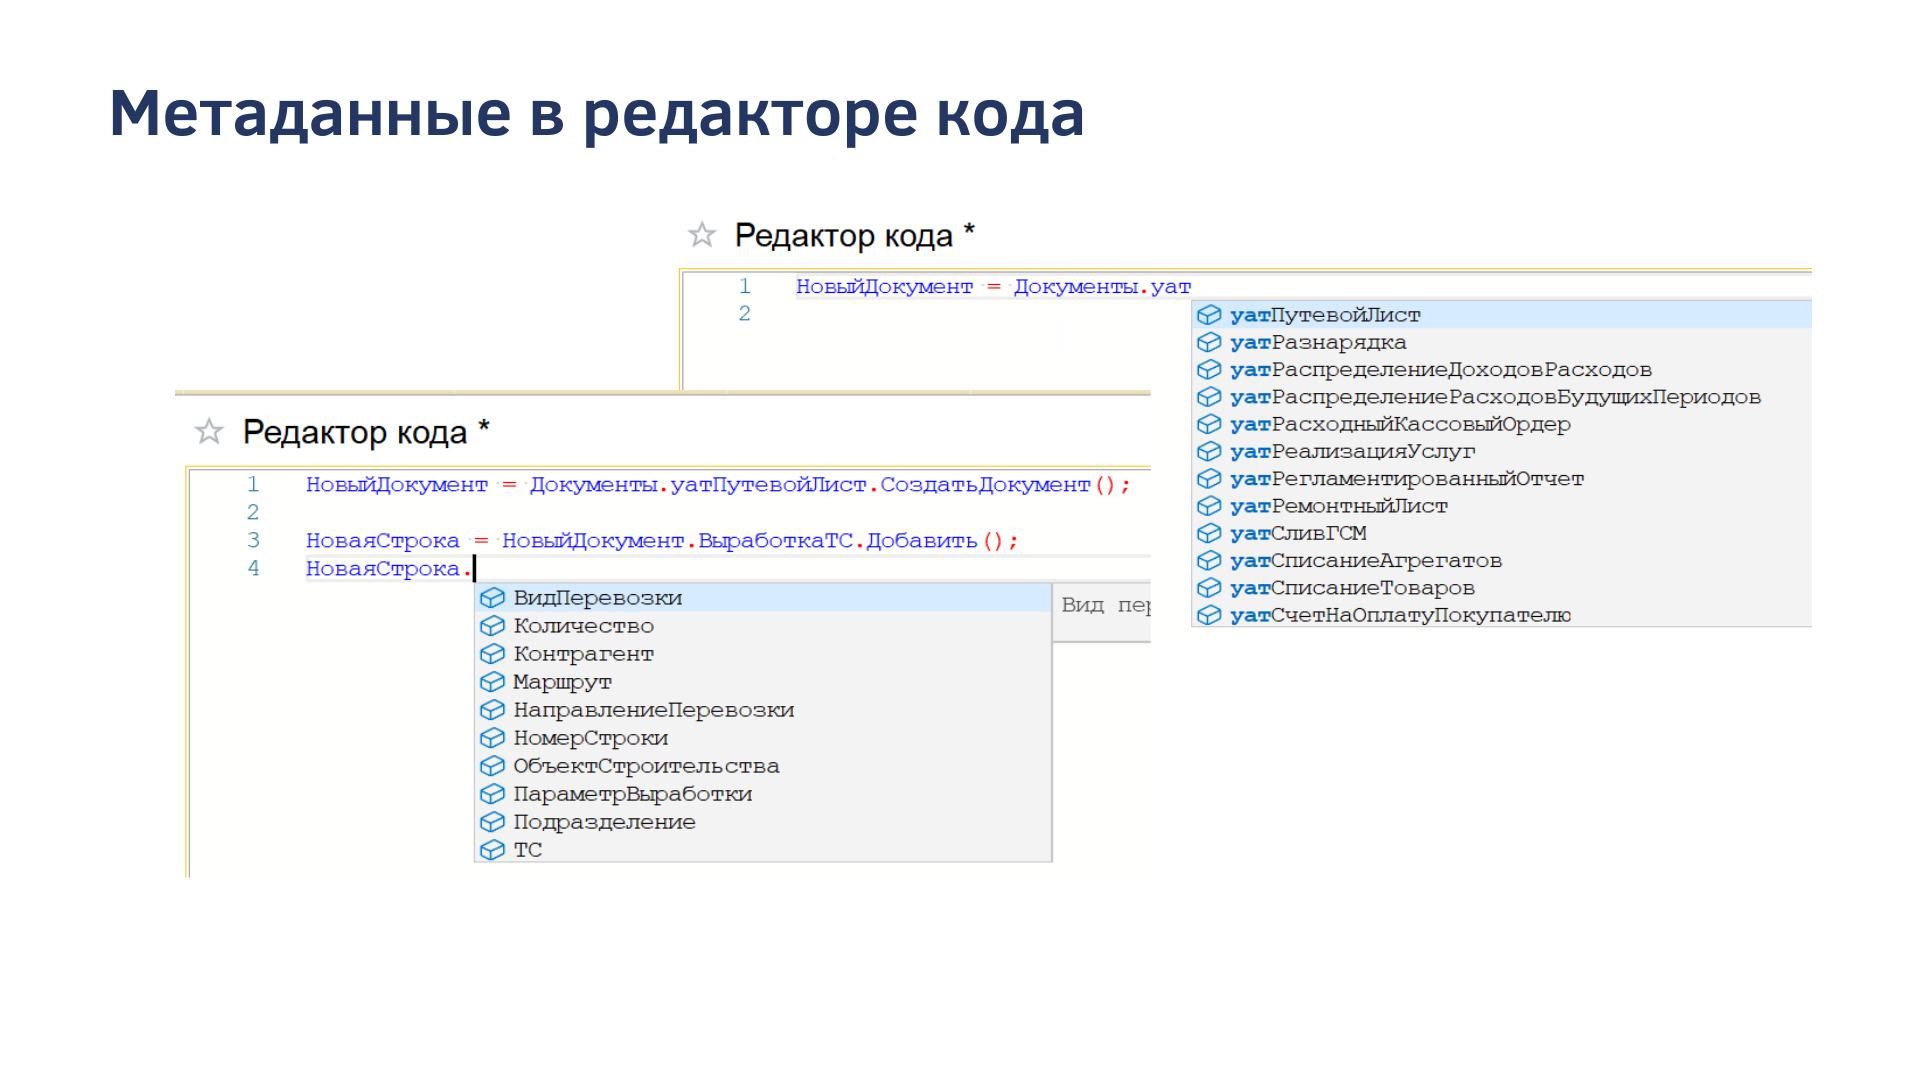 Метаданные в редакторе кода
Редактор кода *
1 НовыйДокумент = Документы.уат
2
уатПутевойЛист
уатРазнарядка
уатРаспределениеДоходовРасходов
уатРаспределениеРасходовБудущихПериодов
уатРасходныйКассовыйОрдер
уатРеализацияУслуг
уатРегламентированныйОтчет
уатРемонтныйЛист
уатСливГСМ
уатСписаниеАгрегатов
уатСписаниеТоваров
уатСчетНаОплатуПокупателю
Редактор кода *
1 НовыйДокумент = Документы.уатПутевойЛист.СоздатьДокумент();
2
3 НоваяСтрока = НовыйДокумент.ВыработкаТС.Добавить();
4 НоваяСтрока.
ВидПеревозки
Количество
Контрагент
Маршрут
НаправлениеПеревозки
НомерСтроки
ОбъектСтроительства
ПараметрВыработки
Подразделение
ТС
Вид пер